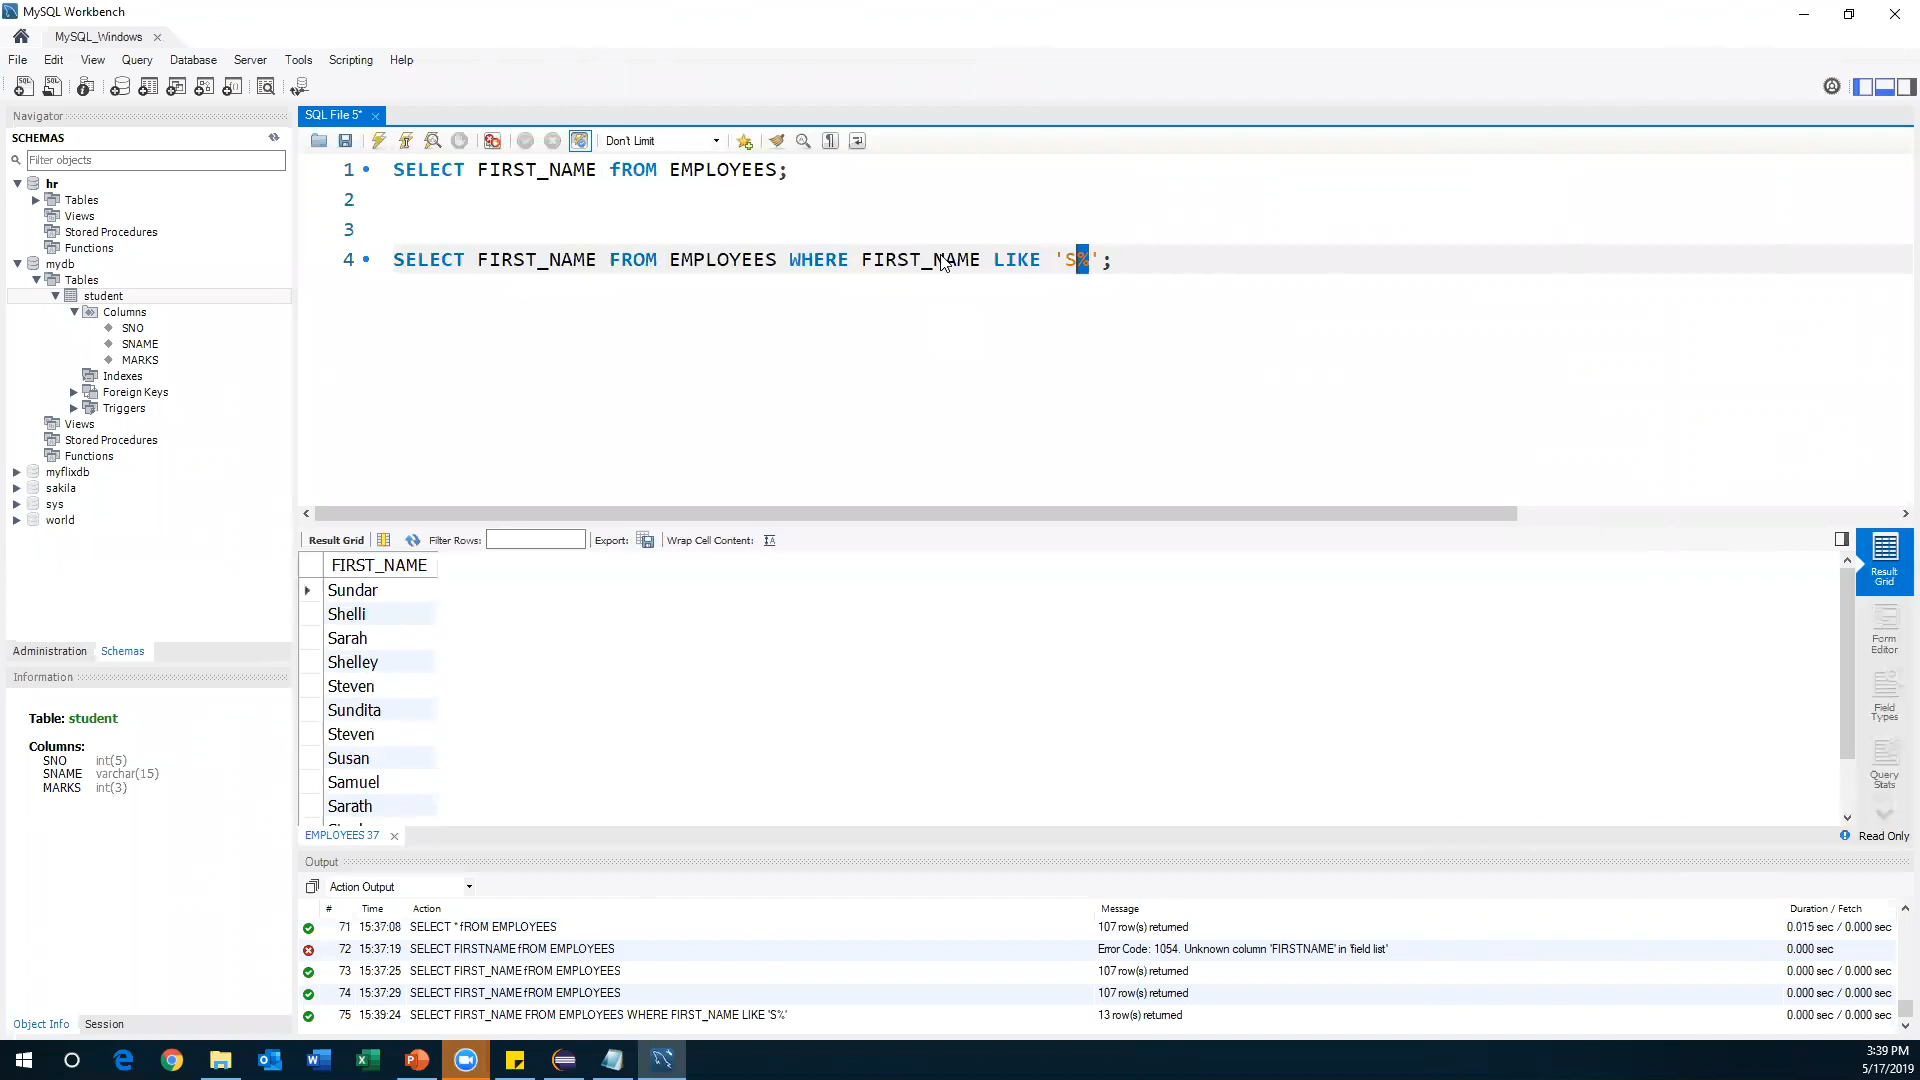 MySQL Workbench
MySQL_Windows
File Edit View Query Database Server Tools Scripting Help
Navigator
SCHEMAS
Filter objects
hr
Tables
Views
Stored Procedures
Functions
mydb
Tables
student
Columns
SNO
SNAME
MARKS
Indexes
Foreign Keys
Triggers
Views
Stored Procedures
Functions
myflixdb
sakila
sys
world
Administration Schemas
Information
Table: student
Columns:
SNO int(5)
SNAME varchar(15)
MARKS int(3)
Object Info Session
SQL File 5*
Don't Limit
1 SELECT FIRST_NAME fROM EMPLOYEES;
2
3
4 SELECT FIRST_NAME FROM EMPLOYEES WHERE FIRST_NAME LIKE 'S%';
Result Grid Filter Rows: Export: Wrap Cell Content:
FIRST_NAME
Sundar
Shelli
Sarah
Shelley
Steven
Sundita
Steven
Susan
Samuel
Sarath
Result
Grid
Form
Editor
Field
Types
Query
Stats
EMPLOYEES 37
Read Only
Output
Action Output
# Time Action Message Duration / Fetch
71 15:37:08 SELECT * fROM EMPLOYEES 107 row(s) returned 0.015 sec / 0.000 sec
72 15:37:19 SELECT FIRSTNAME fROM EMPLOYEES Error Code: 1054. Unknown column 'FIRSTNAME' in 'field list' 0.000 sec
73 15:37:25 SELECT FIRST_NAME fROM EMPLOYEES 107 row(s) returned 0.000 sec / 0.000 sec
74 15:37:29 SELECT FIRST_NAME fROM EMPLOYEES 107 row(s) returned 0.000 sec / 0.000 sec
75 15:39:24 SELECT FIRST_NAME FROM EMPLOYEES WHERE FIRST_NAME LIKE 'S%' 13 row(s) returned 0.000 sec / 0.000 sec
3:39 PM
5/17/2019